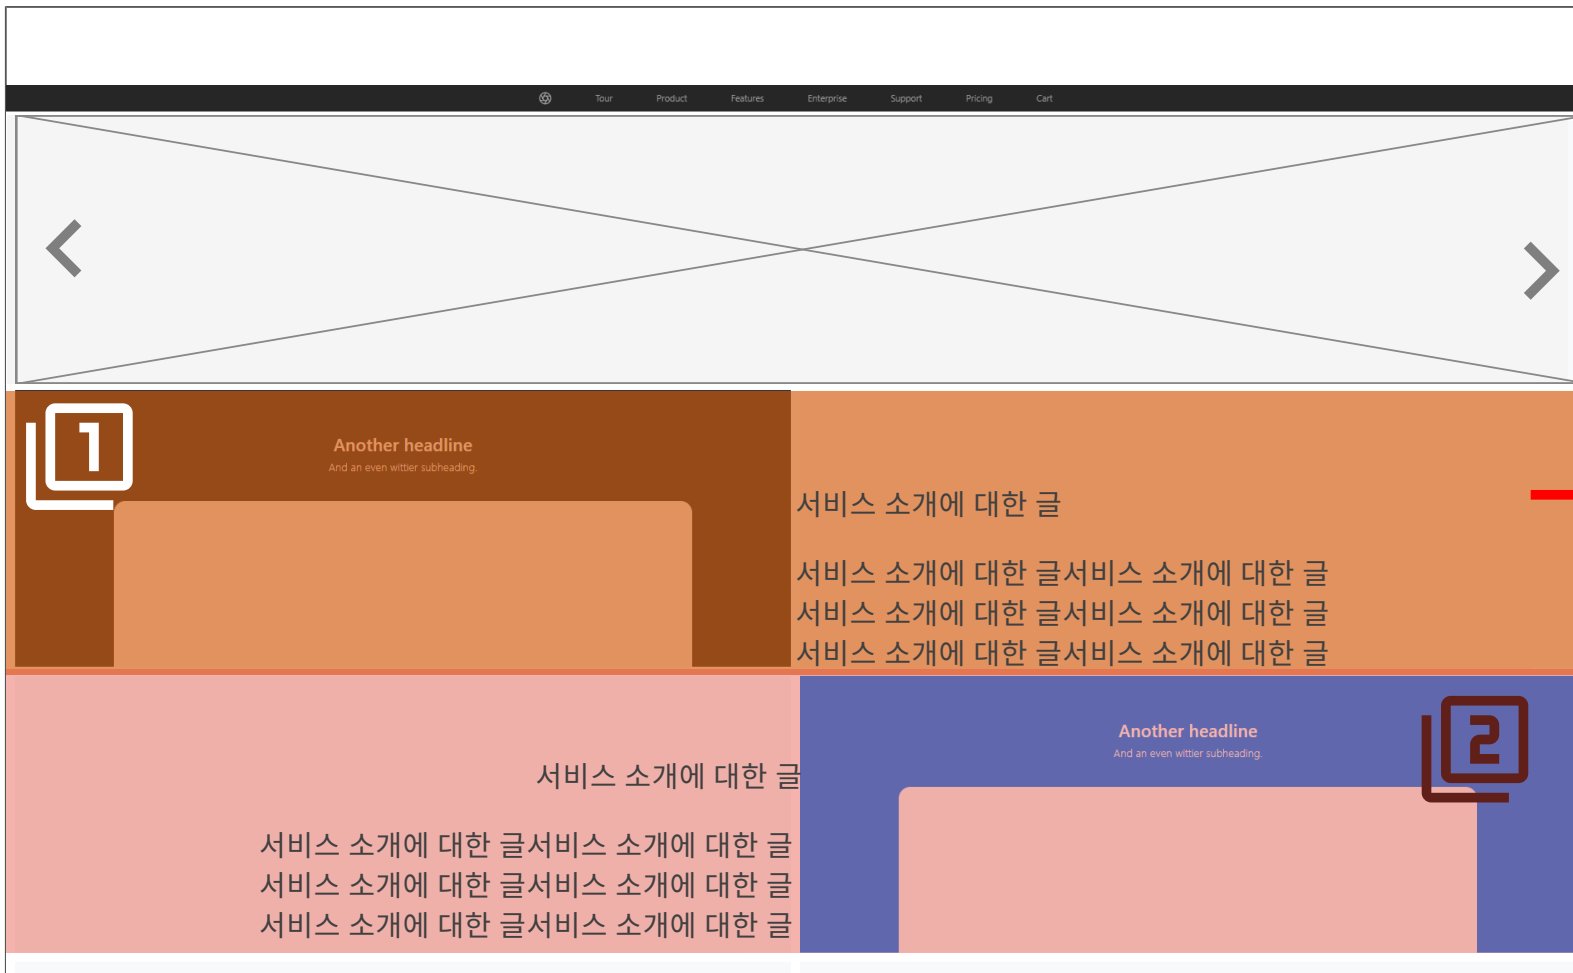 Tour Product Features Enterprise Support Pricing Cart
1
Another headline
And an even wittier subheading.
서비스 소개에 대한 글
서비스 소개에 대한 글서비스 소개에 대한 글
서비스 소개에 대한 글서비스 소개에 대한 글
서비스 소개에 대한 글서비스 소개에 대한 글
서비스 소개에 대한 글
서비스 소개에 대한 글서비스 소개에 대한 글
서비스 소개에 대한 글서비스 소개에 대한 글
서비스 소개에 대한 글서비스 소개에 대한 글
2
Another headline
And an even wittier subheading.